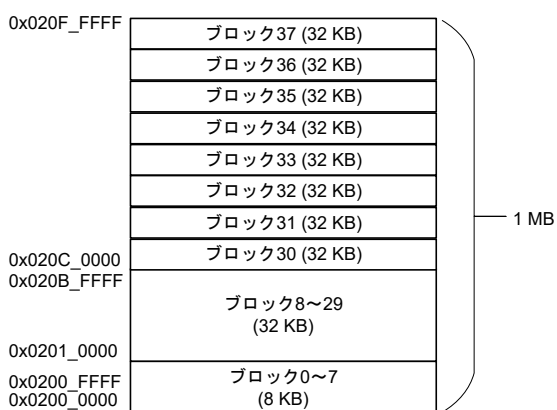 0x020F_FFFF
ブロック37 (32 KB)
ブロック36 (32 KB)
ブロック35 (32 KB)
ブロック34 (32 KB)
ブロック33 (32 KB)
ブロック32 (32 KB)
ブロック31 (32 KB)
1 MB
ブロック30 (32 KB)
0x020C_0000
0x020B_FFFF
ブロック8～29
(32 KB)
0x0201_0000
0x0200_FFFF
ブロック0～7
0x0200_0000
(8 KB)